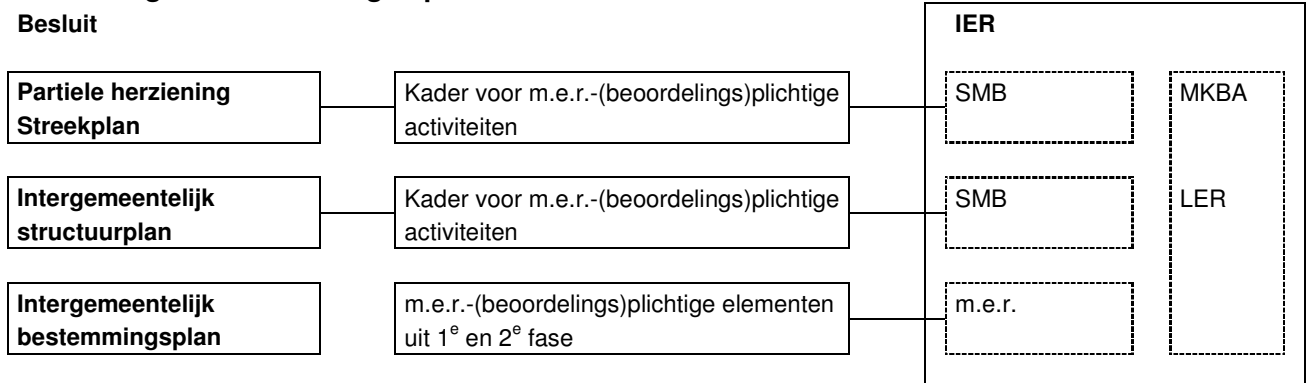 Besluit
IER
Partiele herziening
Streekplan
Kader voor m.e.r.-(beoordelings)plichtige
activiteiten
SMB
MKBA
Intergemeentelijk
structuurplan
Kader voor m.e.r.-(beoordelings)plichtige
activiteiten
SMB
LER
Intergemeentelijk
bestemmingsplan
m.e.r.-(beoordelings)plichtige elementen
uit 1e en 2e fase
m.e.r.